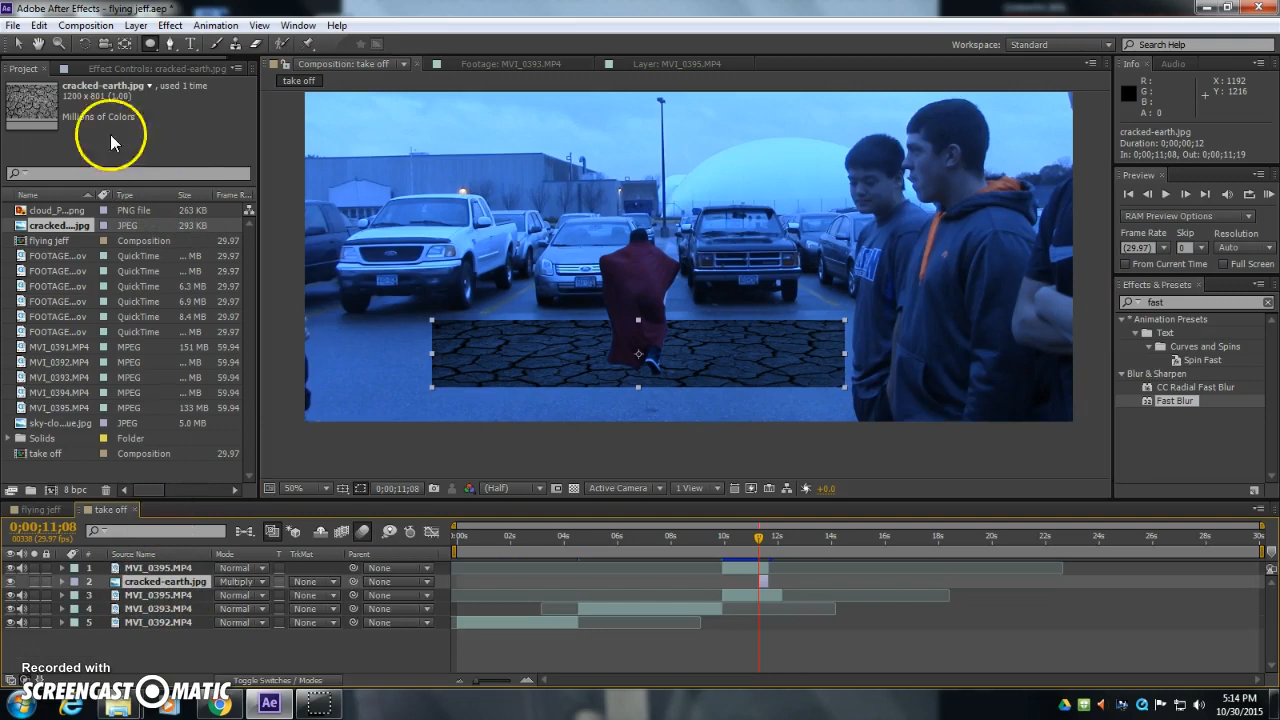 Adobe After Effects - flying jeff.aep *
File Edit Composition Layer Effect Animation View Window Help
Workspace: Standard Search Help
Project Effect Controls: cracked-earth.jpg
Composition: take off Footage: MVI_0393.MP4 Layer: MVI_0395.MP4
Info Audio
take off
cracked-earth.jpg , used 1 time
1200 x 801 (1.00)
Millions of Colors
R:
G:
B:
A: 0
X: 1192
Y: 1216
cracked-earth.jpg
Duration: 0;00;00;12
In: 0;00;11;08, Out: 0;00;11;19
Preview
RAM Preview Options
Frame Rate Skip Resolution
(29.97) 0 Auto
From Current Time Full Screen
Effects & Presets
fast
* Animation Presets
Text
Curves and Spins
Spin Fast
Blur & Sharpen
CC Radial Fast Blur
Fast Blur
Name Type Size Frame R...
cloud_P...png PNG file 263 KB
cracked....jpg JPEG 293 KB
flying jeff Composition 29.97
FOOTAGE...ov QuickTime ... MB 29.97
FOOTAGE...ov QuickTime 6.3 MB 29.97
FOOTAGE...ov QuickTime 6.9 MB 29.97
FOOTAGE...ov QuickTime 8.4 MB 29.97
FOOTAGE...ov QuickTime ... MB 29.97
MVI_0391.MP4 MPEG 151 MB 59.94
MVI_0392.MP4 MPEG ... MB 59.94
MVI_0393.MP4 MPEG ... MB 59.94
MVI_0394.MP4 MPEG ... MB 59.94
MVI_0395.MP4 MPEG 133 MB 59.94
sky-clo...ue.jpg JPEG 5.0 MB
Solids Folder
take off Composition 29.97
8 bpc
50% 0;00;11;08 (Half) Active Camera 1 View +0.0
flying jeff take off
0;00;11;08
00338 (29.97 fps)
0:00s 02s 04s 06s 08s 10s 12s 14s 16s 18s 20s 22s 24s 26s 28s 30s
# Source Name Mode T TrkMat Parent
1 MVI_0395.MP4 Normal None
2 cracked-earth.jpg Multiply None None
3 MVI_0395.MP4 Normal None None
4 MVI_0393.MP4 Normal None None
5 MVI_0392.MP4 Normal None None
Toggle Switches / Modes
Recorded with
SCREENCAST MATIC
Ae
5:14 PM
10/30/2015